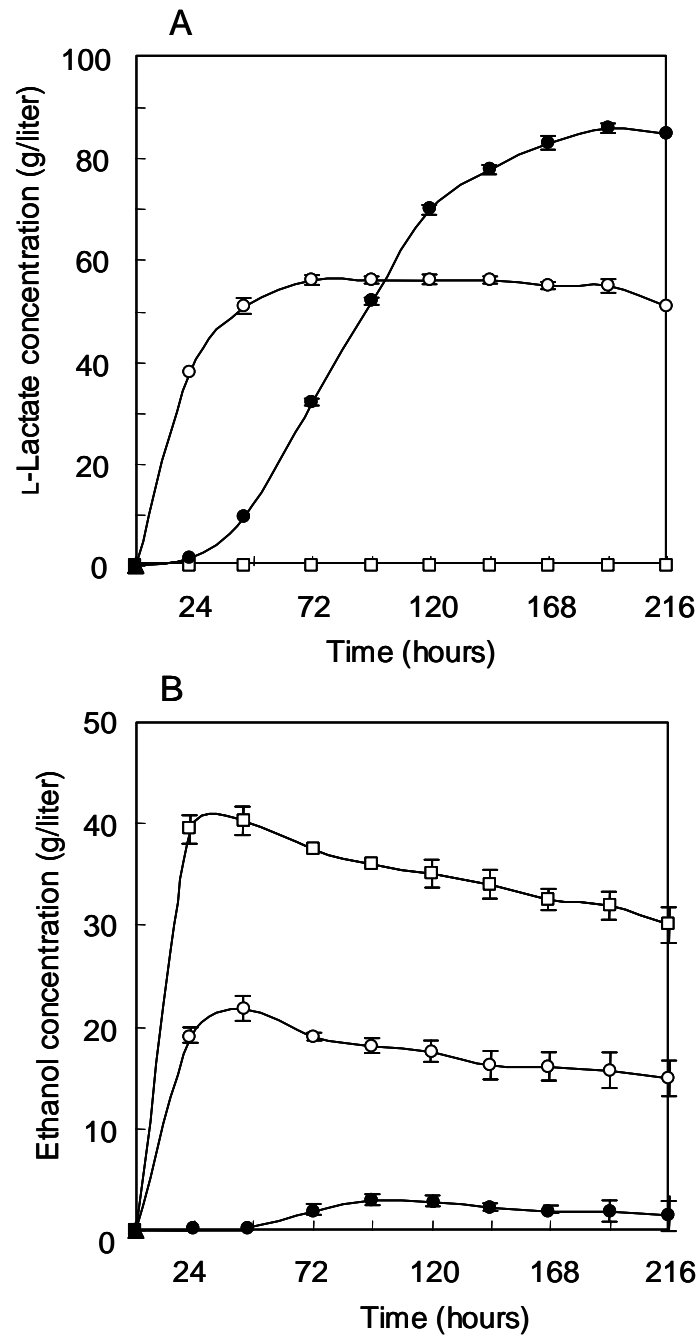 A
100
80
60
40
20
0
L-Lactate concentration (g/liter)
24 72 120 168 216
Time (hours)
B
50
40
30
20
10
0
Ethanol concentration (g/liter)
24 72 120 168 216
Time (hours)